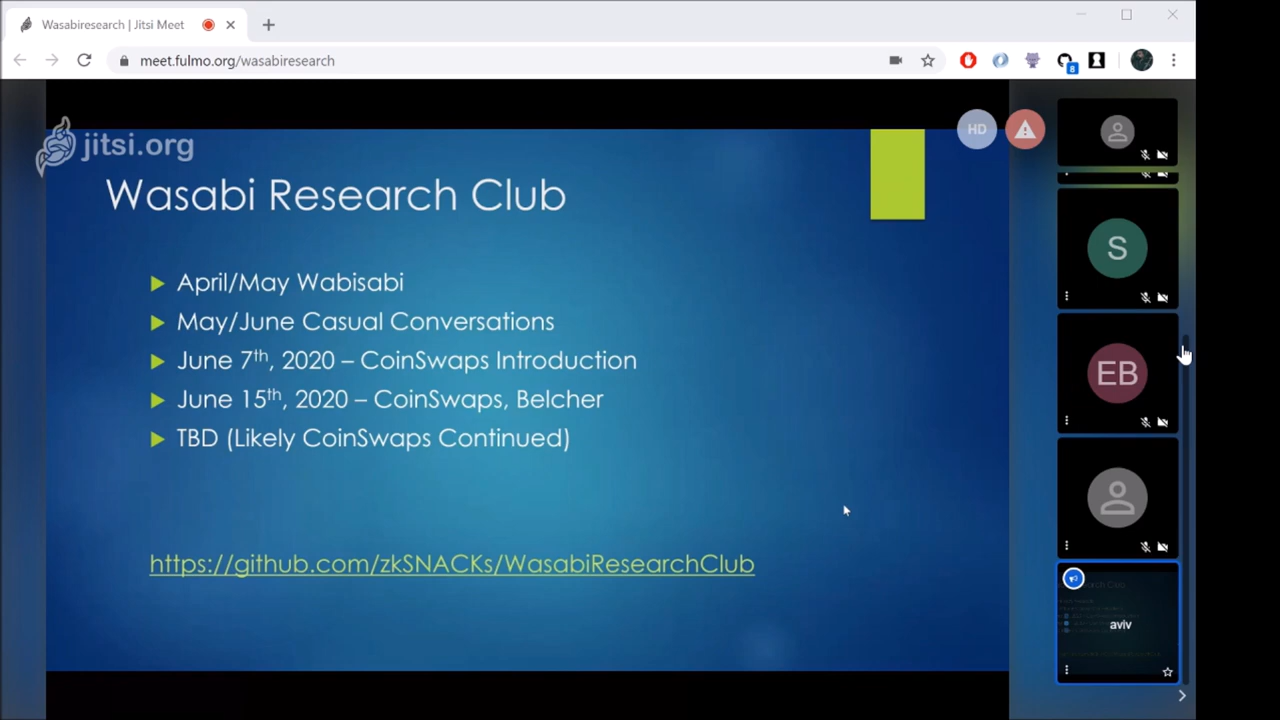 Wasabiresearch | Jitsi Meet
meet.fulmo.org/wasabiresearch
8
jitsi.org
HD
Wasabi Research Club
April/May Wabisabi
May/June Casual Conversations
June 7th, 2020 – CoinSwaps Introduction
June 15th, 2020 – CoinSwaps, Belcher
TBD (Likely CoinSwaps Continued)
https://github.com/zkSNACKs/WasabiResearchClub
S
EB
aviv